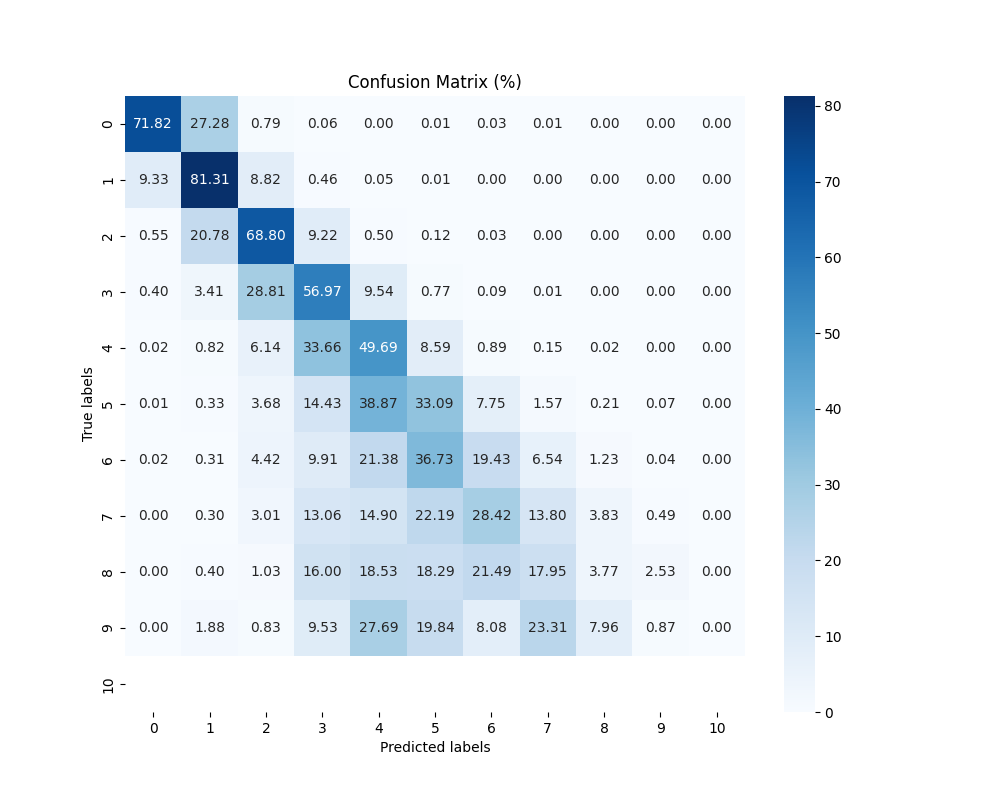 Confusion Matrix (%)
0 71.82 27.28 0.79 0.06 0.00 0.01 0.03 0.01 0.00 0.00 0.00
1 9.33 81.31 8.82 0.46 0.05 0.01 0.00 0.00 0.00 0.00 0.00
2 0.55 20.78 68.80 9.22 0.50 0.12 0.03 0.00 0.00 0.00 0.00
3 0.40 3.41 28.81 56.97 9.54 0.77 0.09 0.01 0.00 0.00 0.00
4 0.02 0.82 6.14 33.66 49.69 8.59 0.89 0.15 0.02 0.00 0.00
5 0.01 0.33 3.68 14.43 38.87 33.09 7.75 1.57 0.21 0.07 0.00
6 0.02 0.31 4.42 9.91 21.38 36.73 19.43 6.54 1.23 0.04 0.00
7 0.00 0.30 3.01 13.06 14.90 22.19 28.42 13.80 3.83 0.49 0.00
8 0.00 0.40 1.03 16.00 18.53 18.29 21.49 17.95 3.77 2.53 0.00
9 0.00 1.88 0.83 9.53 27.69 19.84 8.08 23.31 7.96 0.87 0.00
10
0 1 2 3 4 5 6 7 8 9 10
Predicted labels
True labels
80
70
60
50
40
30
20
10
0